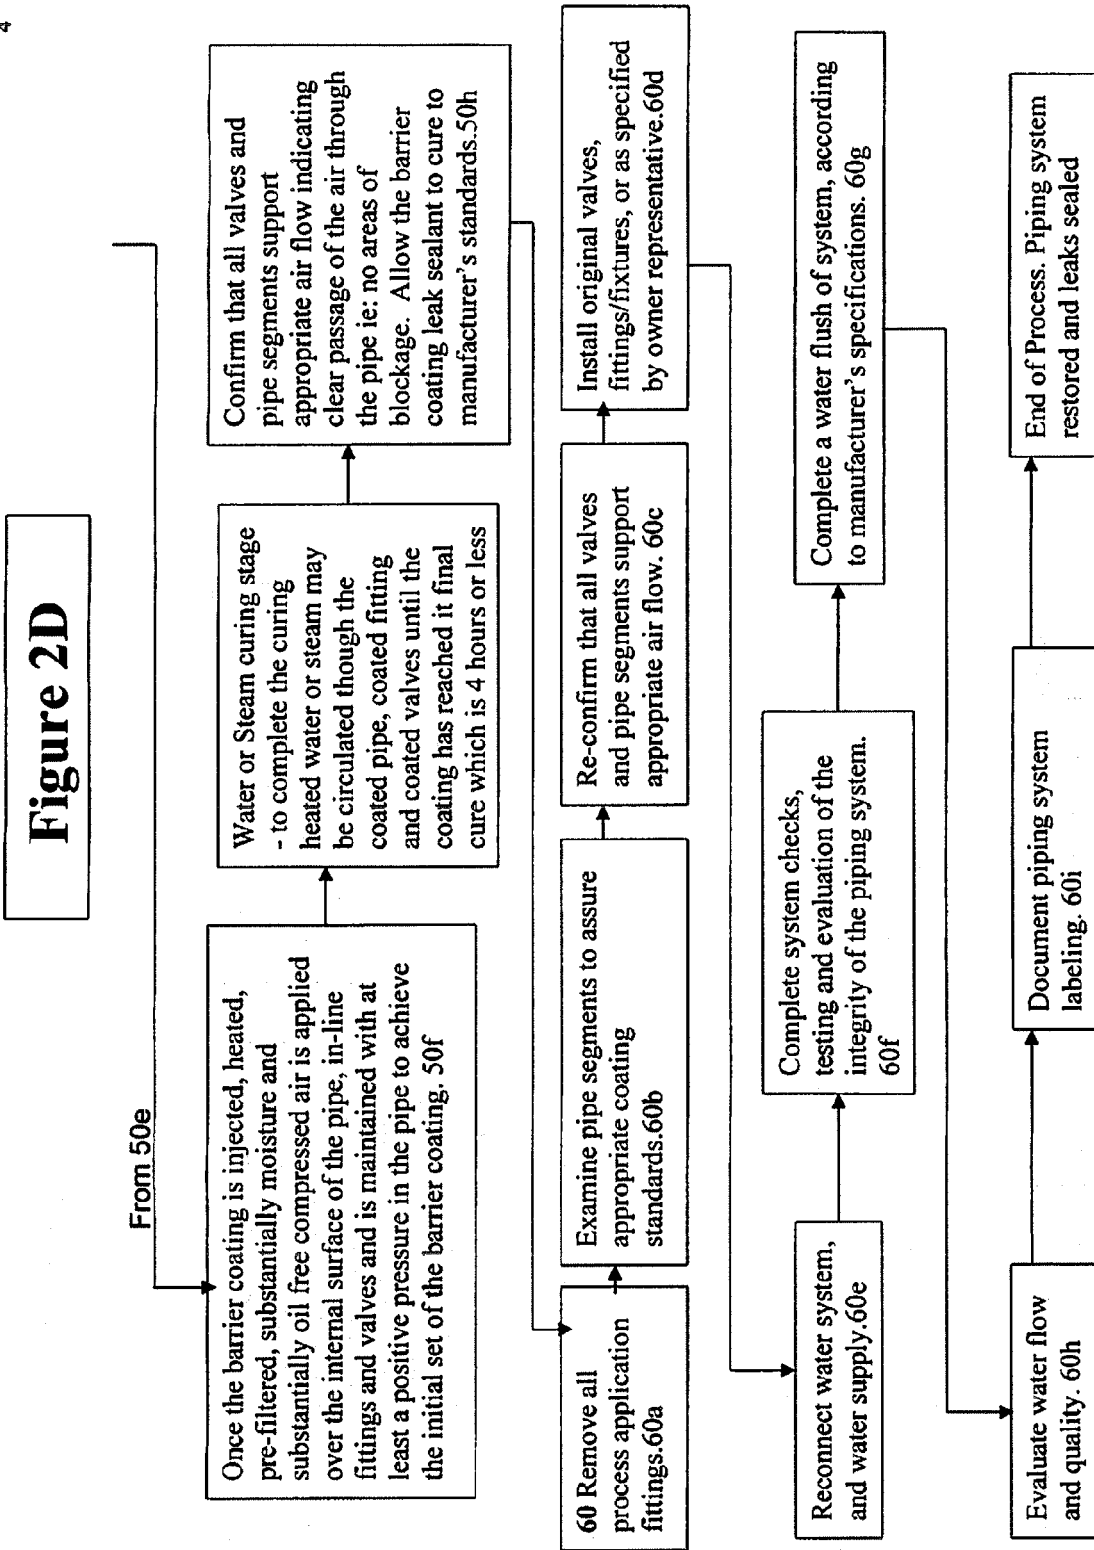 4
Figure 2D
From 50e
Once the barrier coating is injected, heated,
pre-filtered, substantially moisture and
substantially oil free compressed air is applied
over the internal surface of the pipe, in-line
fittings and valves and is maintained with at
least a positive pressure in the pipe to achieve
the initial set of the barrier coating. 50f
Water or Steam curing stage
- to complete the curing
heated water or steam may
be circulated though the
coated pipe, coated fitting
and coated valves until the
coating has reached it final
cure which is 4 hours or less
Confirm that all valves and
pipe segments support
appropriate air flow indicating
clear passage of the air through
the pipe ie: no areas of
blockage. Allow the barrier
coating leak sealant to cure to
manufacturer's standards.50h
60 Remove all
process application
fittings.60a
Examine pipe segments to assure
appropriate coating
standards.60b
Re-confirm that all valves
and pipe segments support
appropriate air flow. 60c
Install original valves,
fittings/fixtures, or as specified
by owner representative.60d
Reconnect water system,
and water supply.60e
Complete system checks,
testing and evaluation of the
integrity of the piping system.
60f
Complete a water flush of system, according
to manufacturer's specifications. 60g
Evaluate water flow
and quality. 60h
Document piping system
labeling. 60i
End of Process. Piping system
restored and leaks sealed